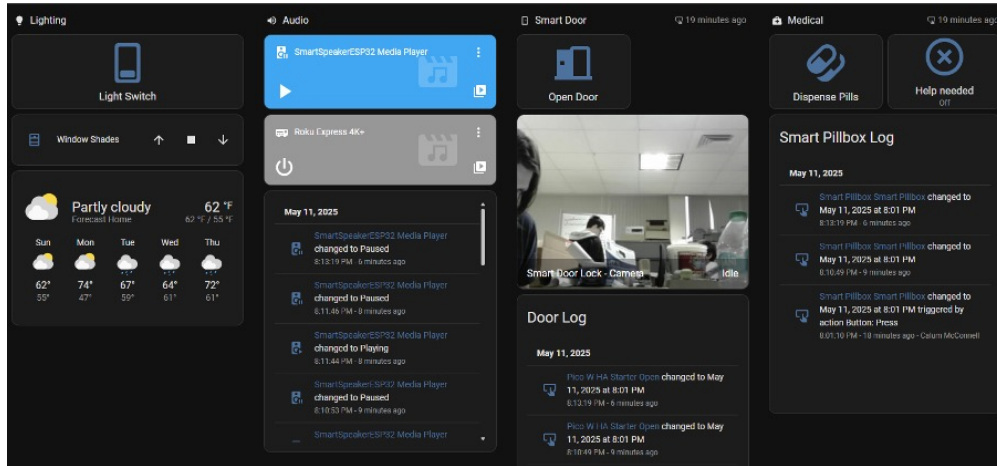 Lighting
Light Switch
Window Shades
Partly cloudy
Forecast Home
62 °F
62 °F / 55 °F
Sun Mon Tue Wed Thu
62° 74° 67° 64° 72°
55° 47° 59° 61° 61°
Audio
SmartSpeakerESP32 Media Player
Roku Express 4K+
May 11, 2025
SmartSpeakerESP32 Media Player
changed to Paused
8:13:19 PM - 6 minutes ago
SmartSpeakerESP32 Media Player
changed to Paused
8:11:46 PM - 8 minutes ago
SmartSpeakerESP32 Media Player
changed to Playing
8:11:44 PM - 8 minutes ago
SmartSpeakerESP32 Media Player
changed to Paused
8:10:53 PM - 9 minutes ago
SmartSpeakerESP32 Media Player
Smart Door
19 minutes ago
Open Door
Smart Door Lock - Camera
Idle
Door Log
May 11, 2025
Pico W HA Starter Open changed to May
11, 2025 at 8:01 PM
8:13:19 PM - 6 minutes ago
Pico W HA Starter Open changed to May
11, 2025 at 8:01 PM
8:10:49 PM - 9 minutes ago
Medical
19 minutes ago
Dispense Pills
Help needed
Off
Smart Pillbox Log
May 11, 2025
Smart Pillbox Smart Pillbox changed to
May 11, 2025 at 8:01 PM
8:13:19 PM - 6 minutes ago
Smart Pillbox Smart Pillbox changed to
May 11, 2025 at 8:01 PM
8:10:49 PM - 9 minutes ago
Smart Pillbox Smart Pillbox changed to
May 11, 2025 at 8:01 PM triggered by
action Button: Press
8:01:10 PM - 18 minutes ago - Calum McConnell